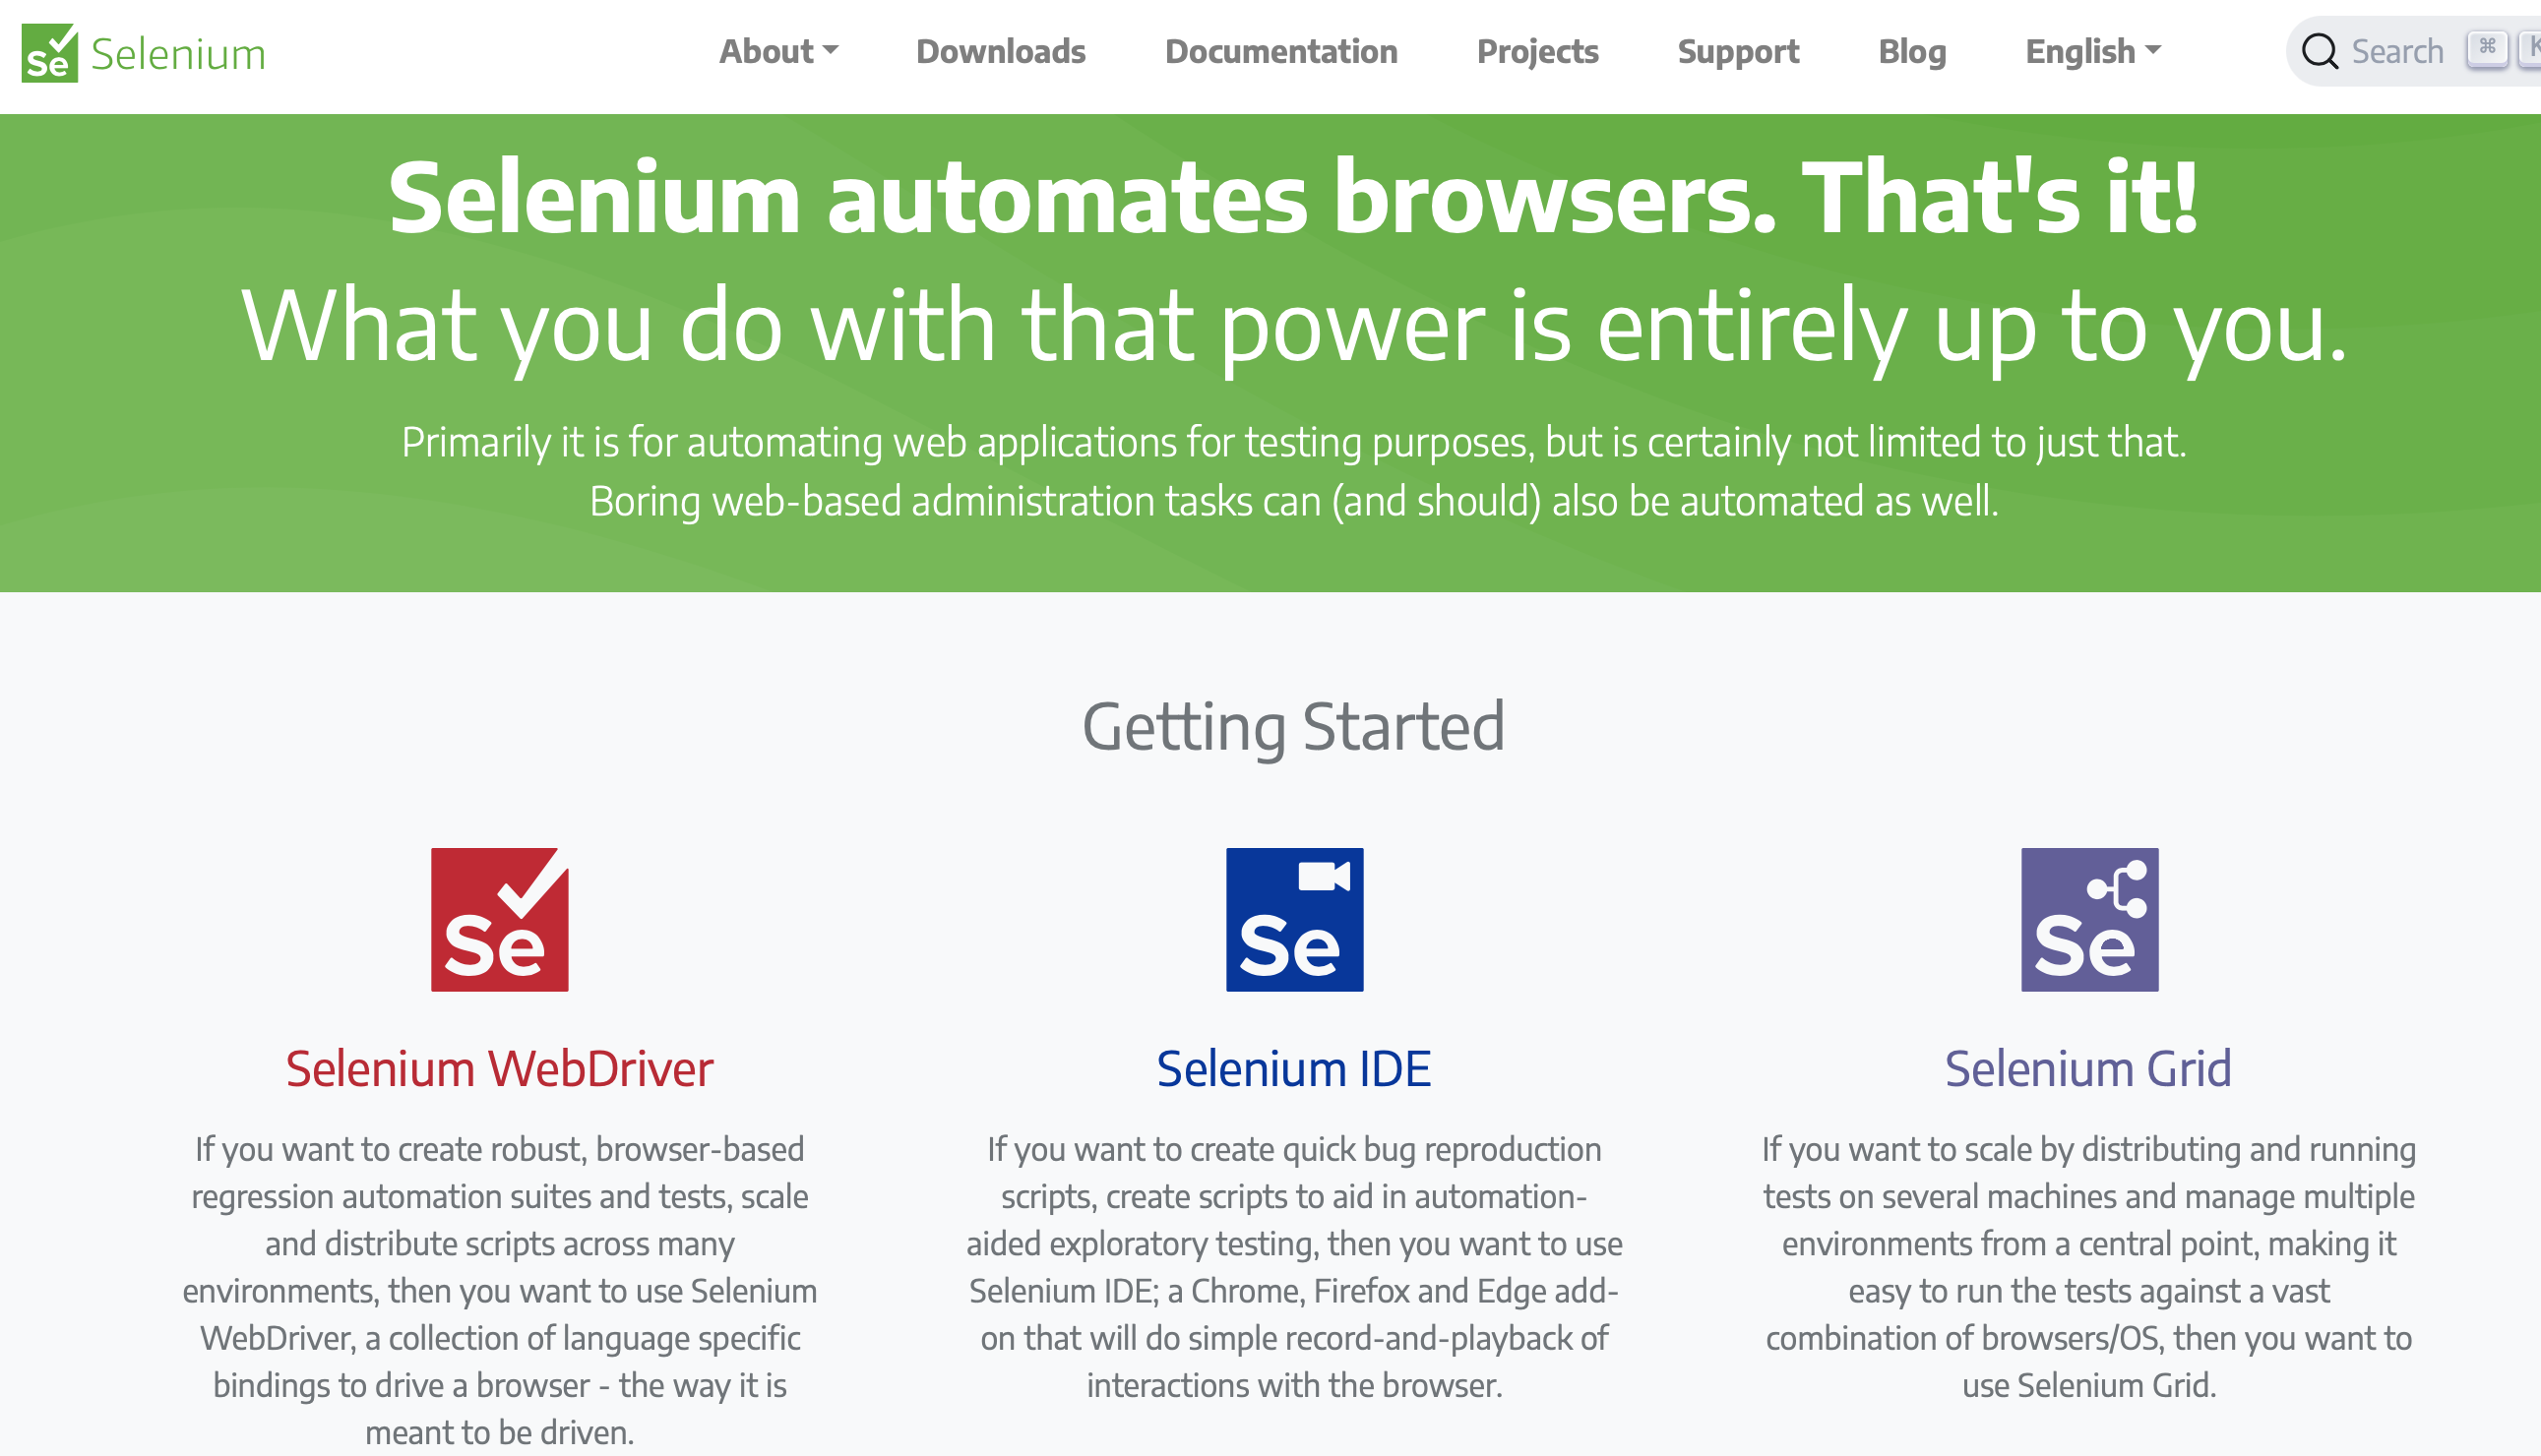 Se Selenium
About Downloads Documentation Projects Support Blog English Search ⌘ K
Selenium automates browsers. That's it!
What you do with that power is entirely up to you.
Primarily it is for automating web applications for testing purposes, but is certainly not limited to just that.
Boring web-based administration tasks can (and should) also be automated as well.
Getting Started
Se
Selenium WebDriver
If you want to create robust, browser-based
regression automation suites and tests, scale
and distribute scripts across many
environments, then you want to use Selenium
WebDriver, a collection of language specific
bindings to drive a browser - the way it is
meant to be driven.
Se
Selenium IDE
If you want to create quick bug reproduction
scripts, create scripts to aid in automation-
aided exploratory testing, then you want to use
Selenium IDE; a Chrome, Firefox and Edge add-
on that will do simple record-and-playback of
interactions with the browser.
Se
Selenium Grid
If you want to scale by distributing and running
tests on several machines and manage multiple
environments from a central point, making it
easy to run the tests against a vast
combination of browsers/OS, then you want to
use Selenium Grid.